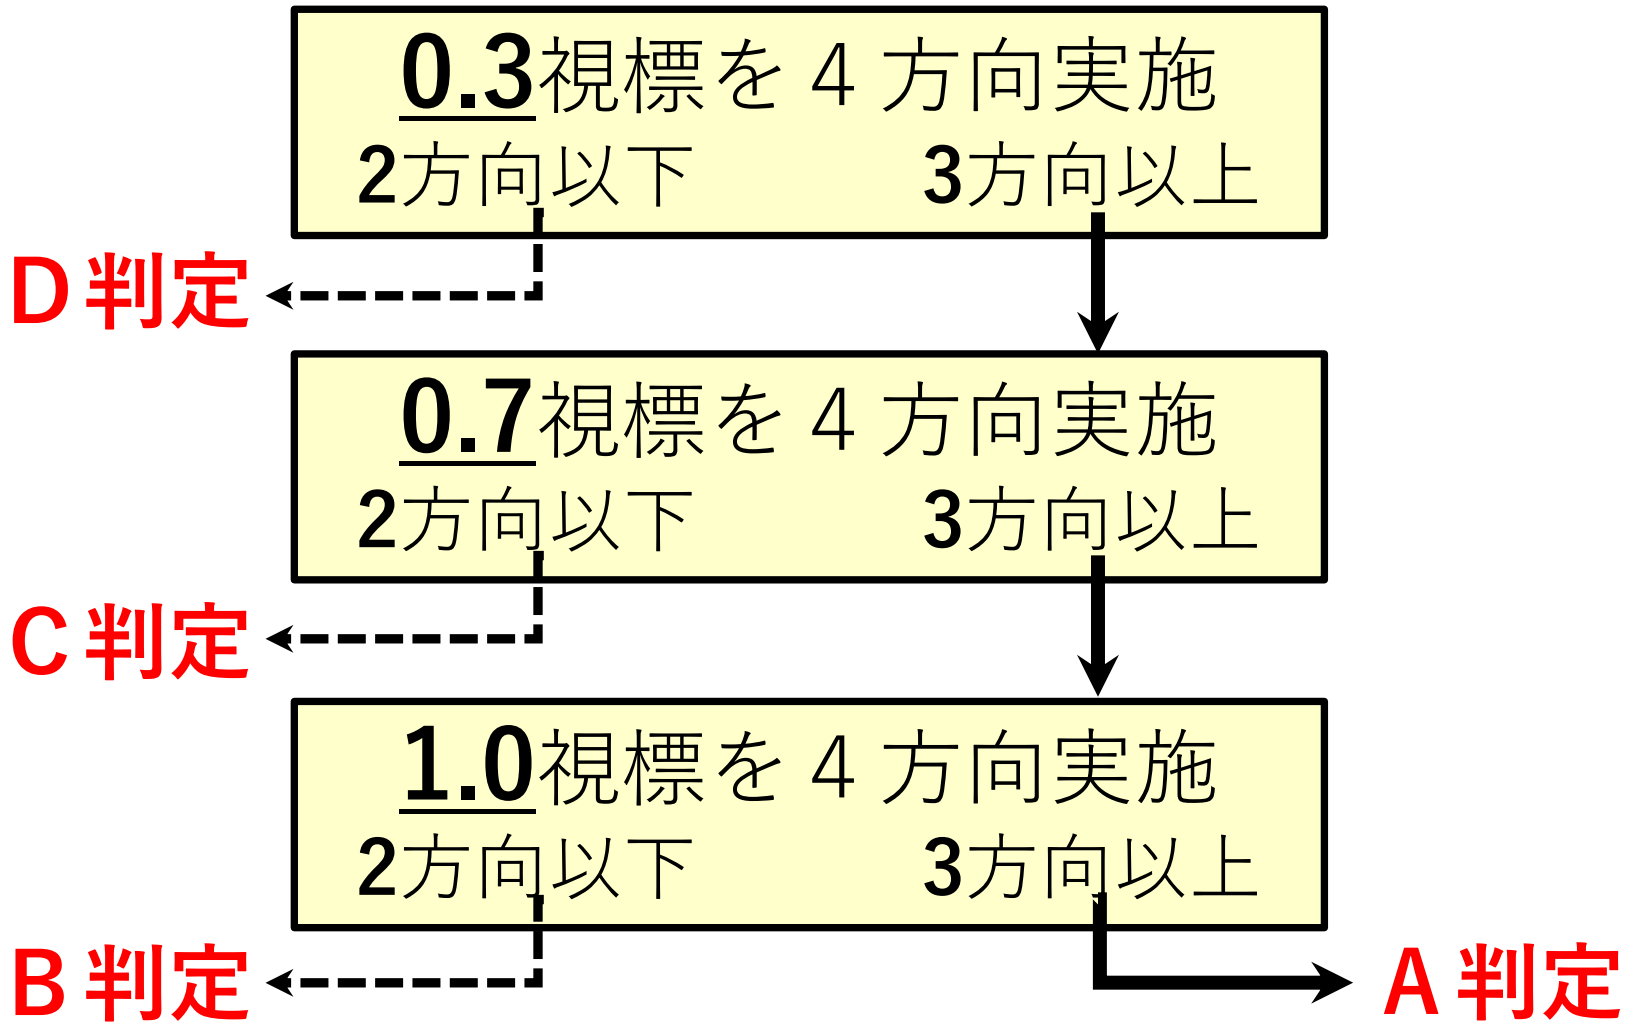 0.3視標を４方向実施
2方向以下 3方向以上
D判定
0.7視標を４方向実施
2方向以下 3方向以上
C判定
1.0視標を４方向実施
2方向以下 3方向以上
B判定 A判定